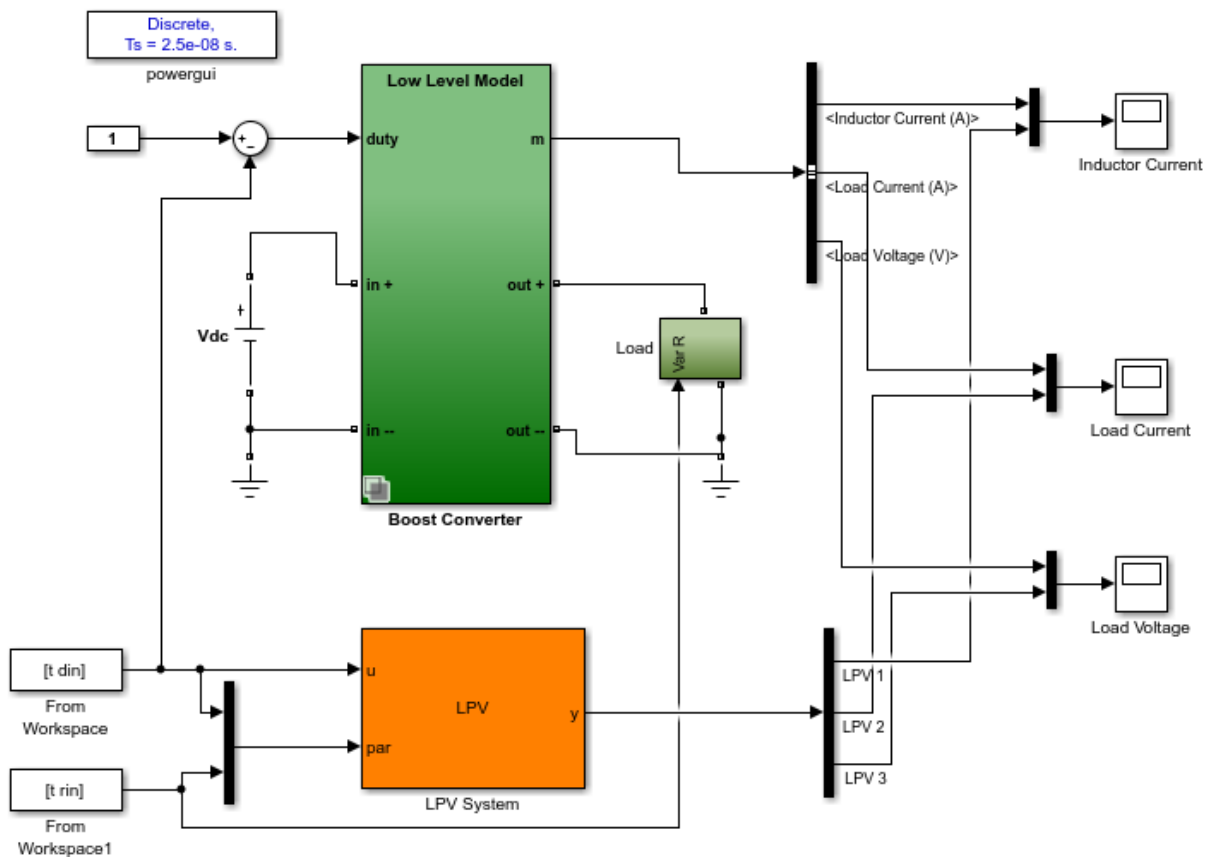 Discrete,
Ts = 2.5e-08 s.
powergui
Low Level Model
1
+
−
duty
m
<Inductor Current (A)>
Inductor Current
<Load Current (A)>
<Load Voltage (V)>
in +
out +
+
Vdc
Load
Var R
in --
out --
Load Current
Boost Converter
Load Voltage
[t din]
From
Workspace
u
LPV
y
par
LPV 1
LPV 2
LPV 3
LPV System
[t rin]
From
Workspace1